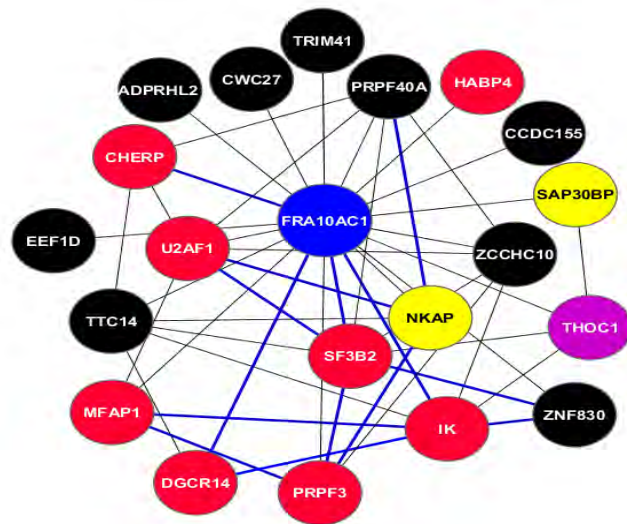 TRIM41
CWC27
PRPF40A
HABP4
ADPRHL2
CCDC155
CHERP
SAP30BP
FRA10AC1
EEF1D
U2AF1
ZCCHC10
TTC14
NKAP
THOC1
SF3B2
MFAP1
IK
ZNF830
DGCR14
PRPF3